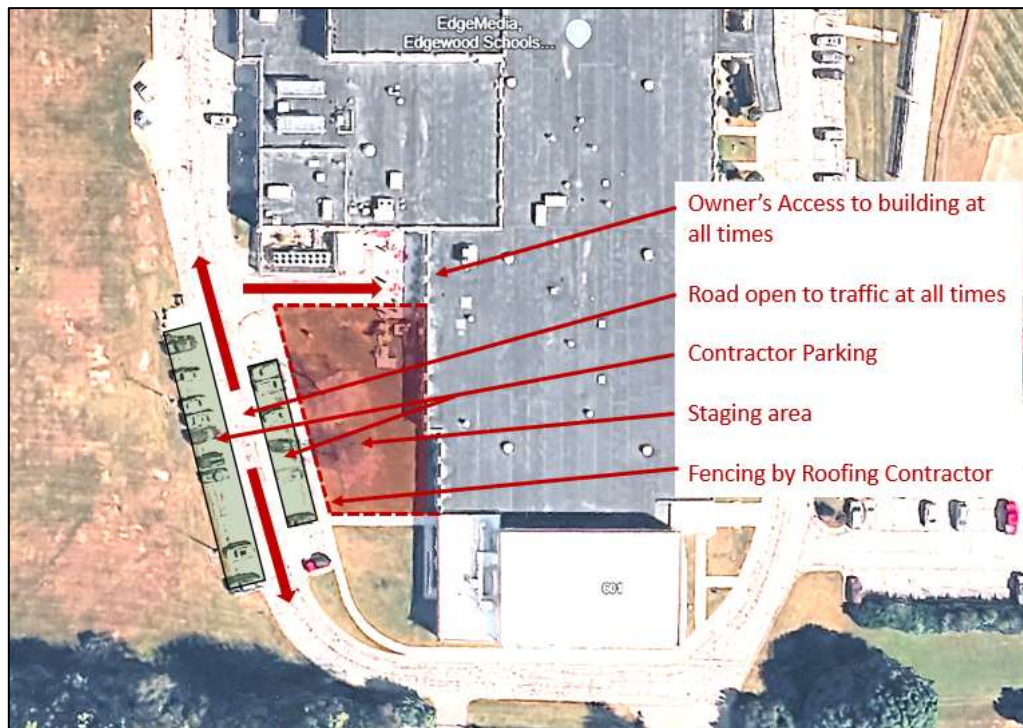 EdgeMedia,
Edgewood Schools...
Owner's Access to building at
all times
Road open to traffic at all times
Contractor Parking
Staging area
Fencing by Roofing Contractor
601